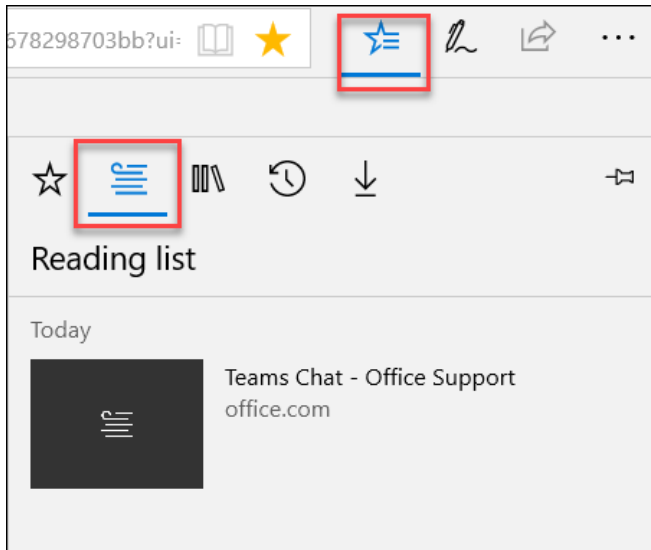 678298703bb?ui=
Reading list
Today
Teams Chat - Office Support
office.com